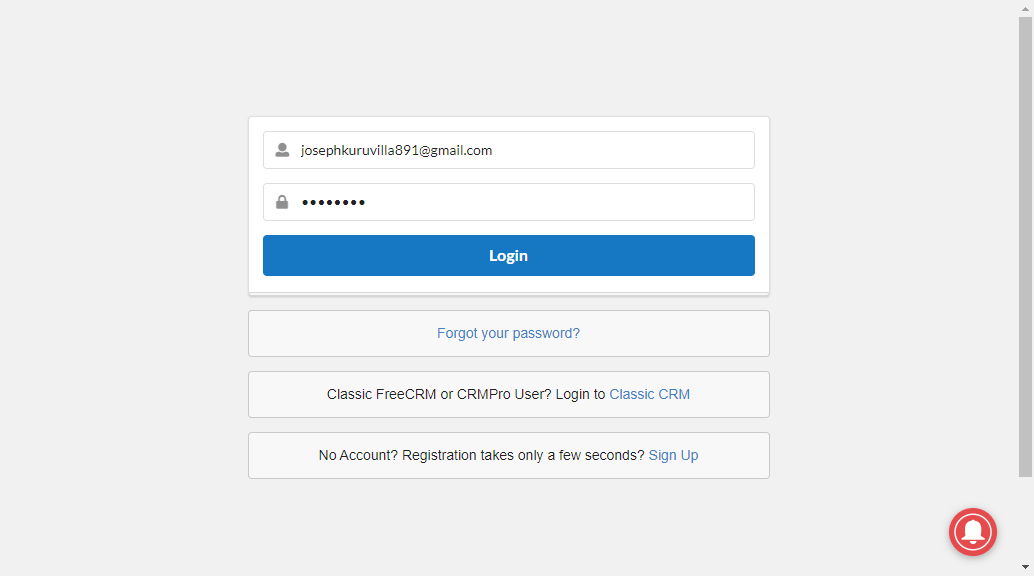 josephkuruvilla891@gmail.com
••••••••
Login
Forgot your password?
Classic FreeCRM or CRMPro User? Login to Classic CRM
No Account? Registration takes only a few seconds? Sign Up